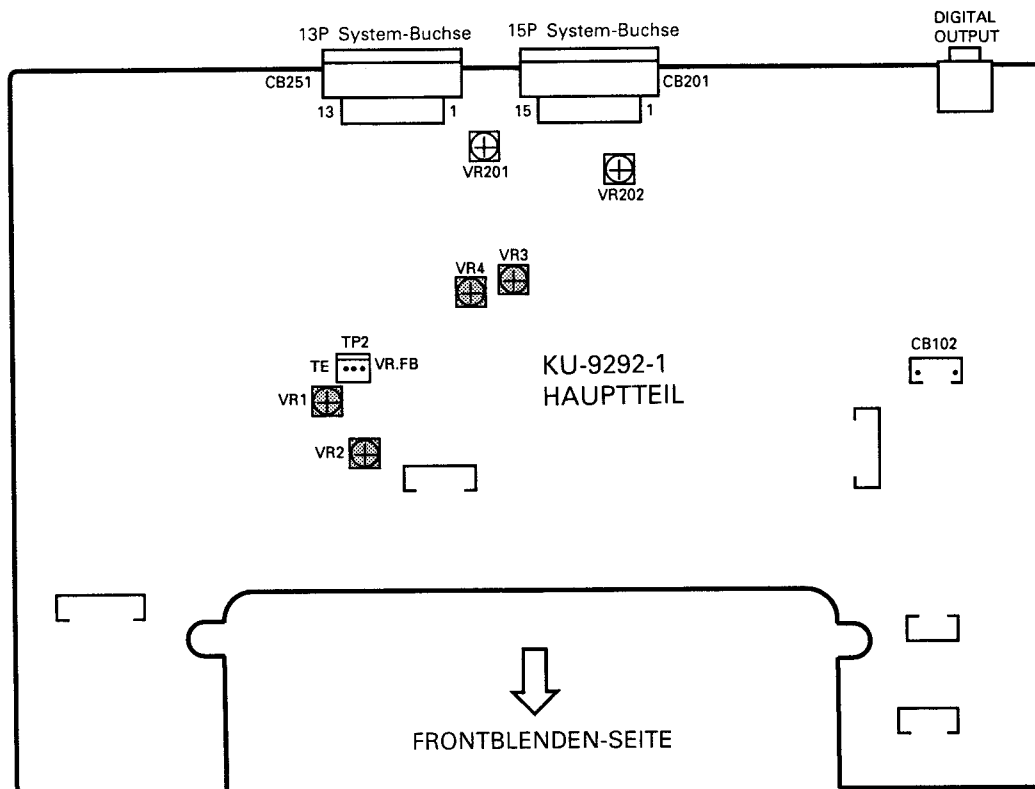 13P System-Buchse
15P System-Buchse
DIGITAL
OUTPUT
CB251
CB201
13
1
15
1
VR201
VR202
VR4
VR3
TP2
TE
VR.FB
CB102
KU-9292-1
HAUPTTEIL
VR1
VR2
FRONTBLENDEN-SEITE